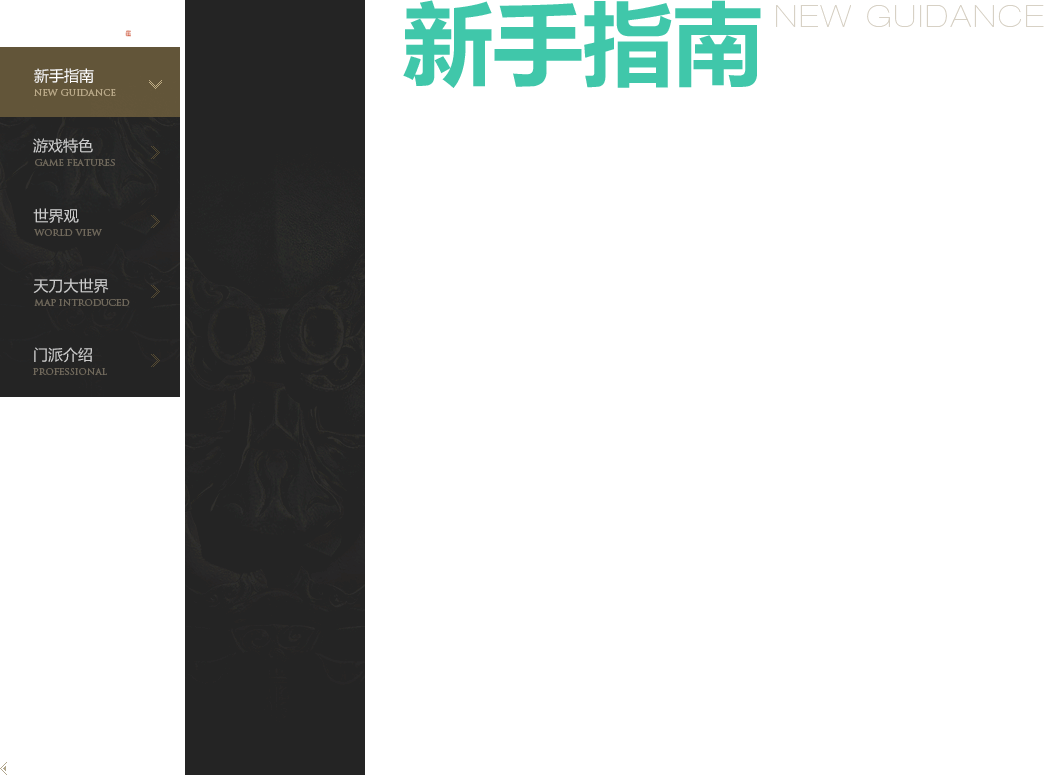 新手指南
NEW GUIDANCE
游戏特色
GAME FEATURES
世界观
WORLD VIEW
天刀大世界
MAP INTRODUCED
门派介绍
PROFESSIONAL
新手指南 NEW GUIDANCE